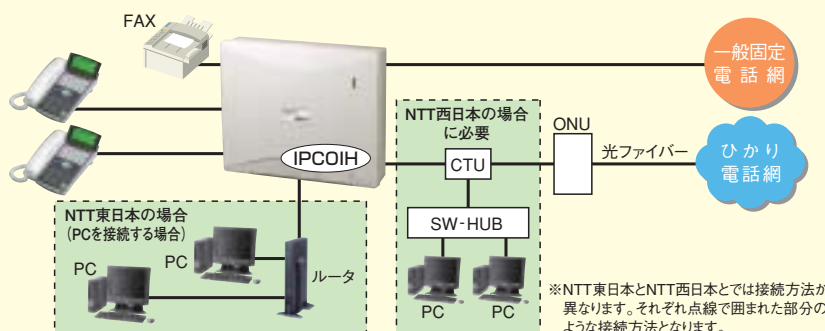 FAX
一般固定
電話網
IPCOIH
NTT西日本の場合
に必要
CTU
ONU
光ファイバー
ひかり
電話網
SW-HUB
PC
PC
NTT東日本の場合
(PCを接続する場合)
PC
PC
ルータ
※NTT東日本とNTT西日本とでは接続方法が
異なります。それぞれ点線で囲まれた部分の
ような接続方法となります。